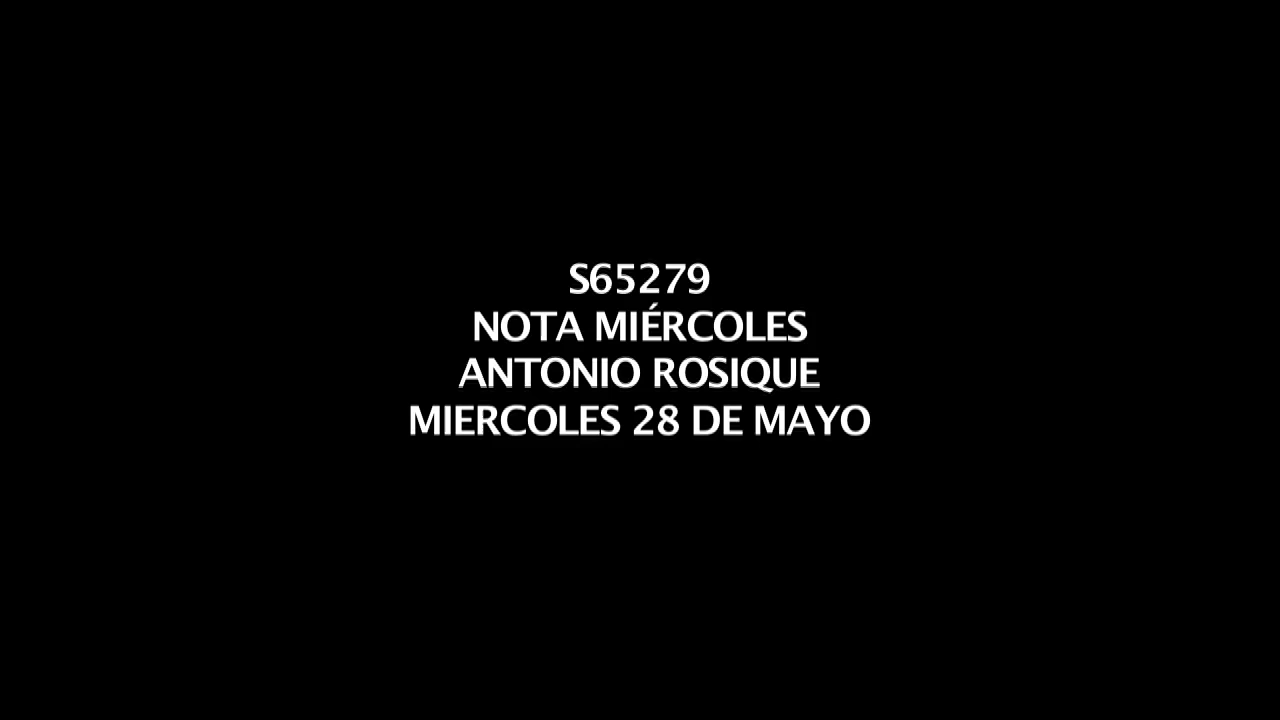 S65279
NOTA MIÉRCOLES
ANTONIO ROSIQUE
MIERCOLES 28 DE MAYO